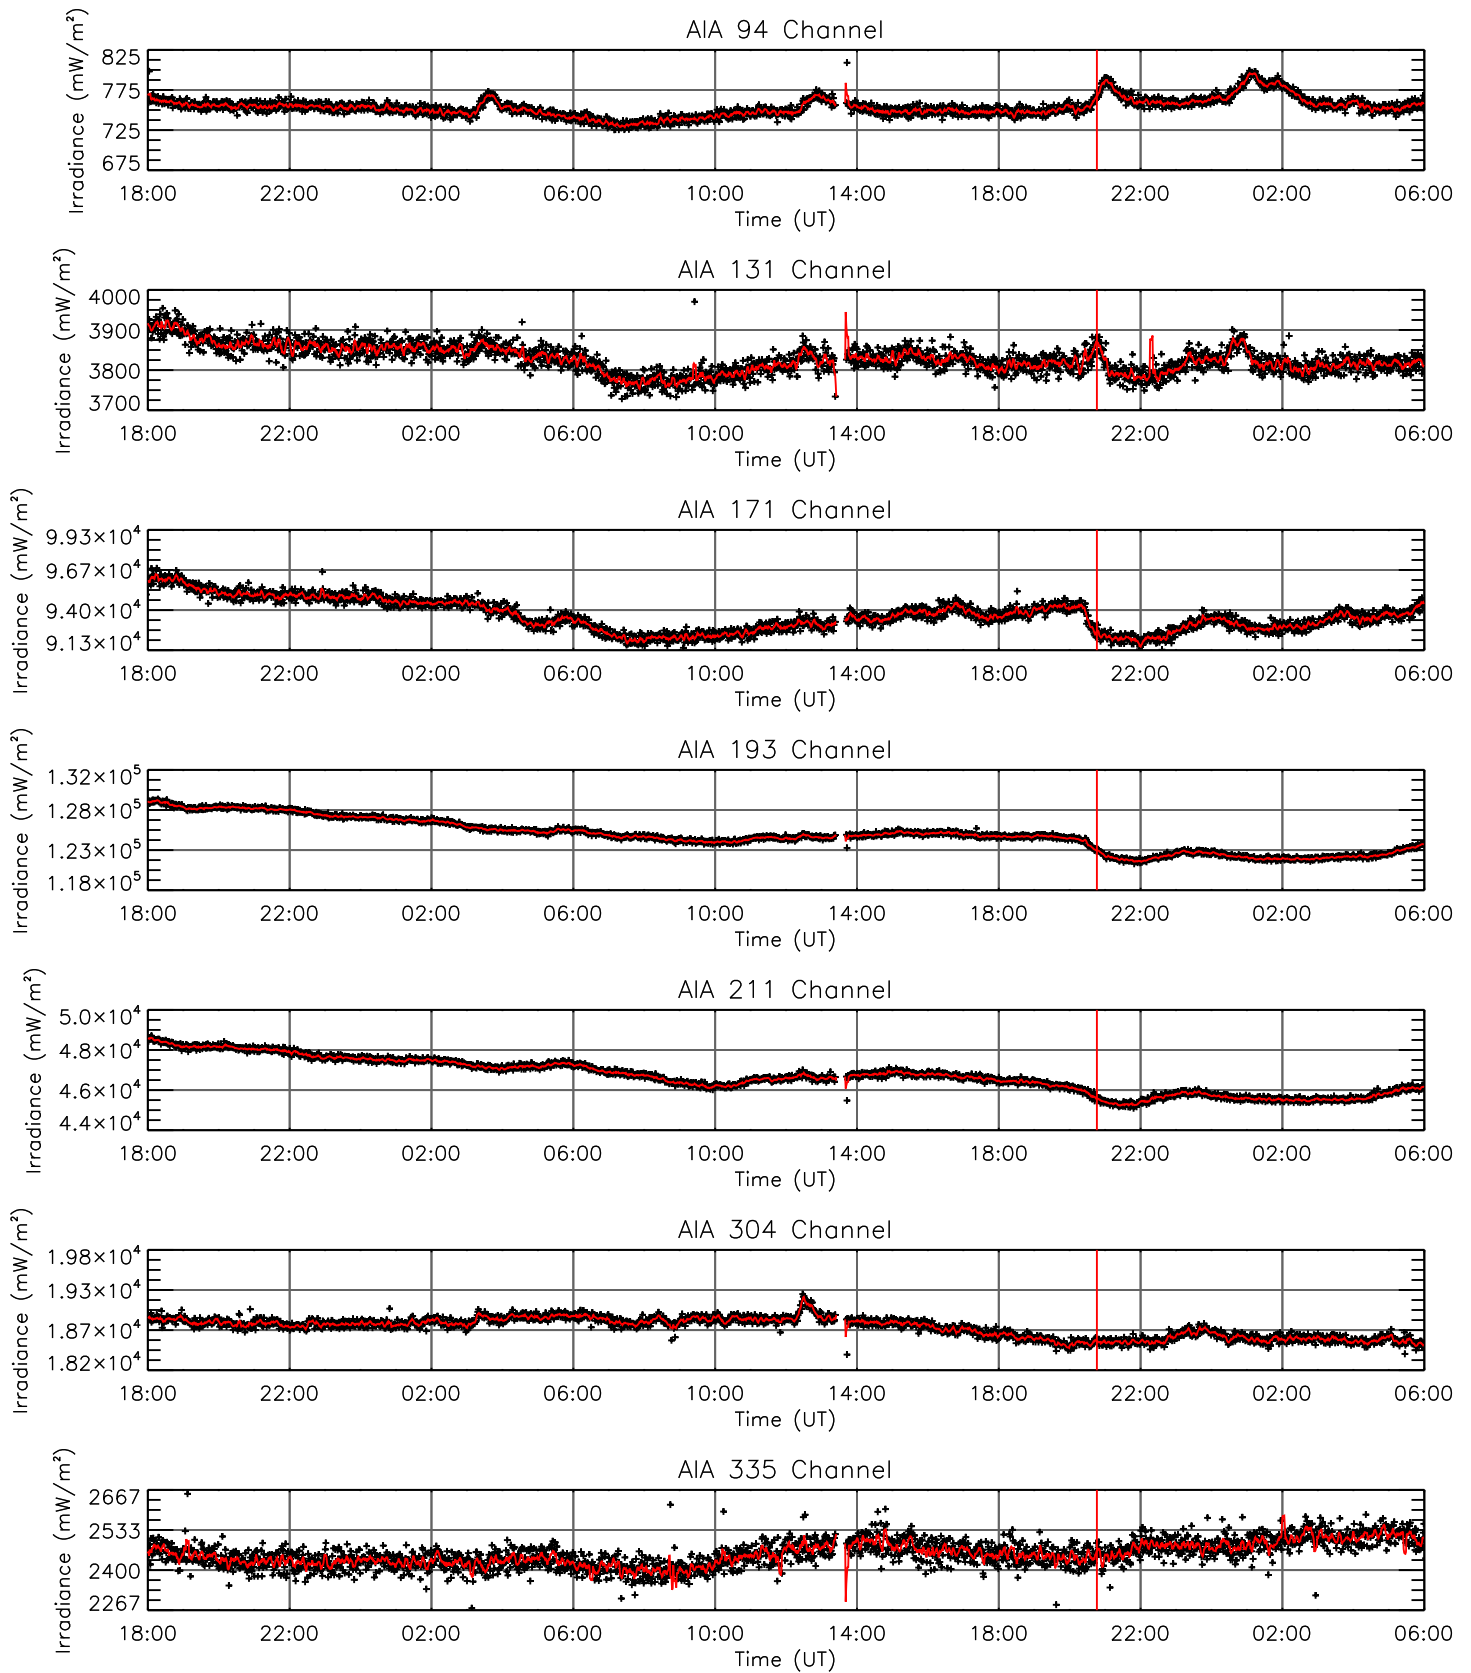 AIA 94 Channel
Irradiance (mW/m²)
825
775
725
675
18:00 22:00 02:00 06:00 10:00 14:00 18:00 22:00 02:00 06:00
Time (UT)
AIA 131 Channel
Irradiance (mW/m²)
4000
3900
3800
3700
18:00 22:00 02:00 06:00 10:00 14:00 18:00 22:00 02:00 06:00
Time (UT)
AIA 171 Channel
Irradiance (mW/m²)
9.93×10⁴
9.67×10⁴
9.40×10⁴
9.13×10⁴
18:00 22:00 02:00 06:00 10:00 14:00 18:00 22:00 02:00 06:00
Time (UT)
AIA 193 Channel
Irradiance (mW/m²)
1.32×10⁵
1.28×10⁵
1.23×10⁵
1.18×10⁵
18:00 22:00 02:00 06:00 10:00 14:00 18:00 22:00 02:00 06:00
Time (UT)
AIA 211 Channel
Irradiance (mW/m²)
5.0×10⁴
4.8×10⁴
4.6×10⁴
4.4×10⁴
18:00 22:00 02:00 06:00 10:00 14:00 18:00 22:00 02:00 06:00
Time (UT)
AIA 304 Channel
Irradiance (mW/m²)
1.98×10⁴
1.93×10⁴
1.87×10⁴
1.82×10⁴
18:00 22:00 02:00 06:00 10:00 14:00 18:00 22:00 02:00 06:00
Time (UT)
AIA 335 Channel
Irradiance (mW/m²)
2667
2533
2400
2267
18:00 22:00 02:00 06:00 10:00 14:00 18:00 22:00 02:00 06:00
Time (UT)